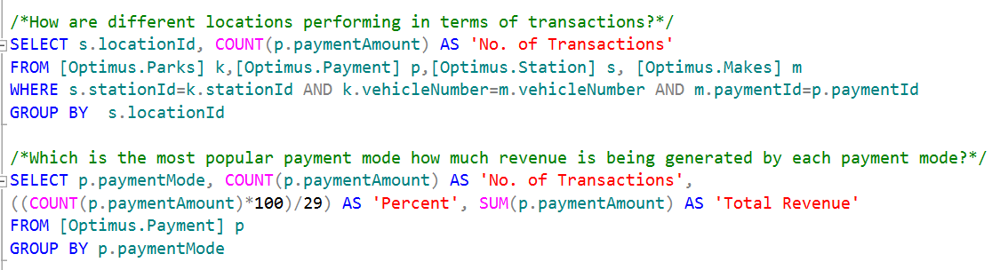 /*How are different locations performing in terms of transactions?*/
SELECT s.locationId, COUNT(p.paymentAmount) AS 'No. of Transactions'
FROM [Optimus.Parks] k,[Optimus.Payment] p,[Optimus.Station] s, [Optimus.Makes] m
WHERE s.stationId=k.stationId AND k.vehicleNumber=m.vehicleNumber AND m.paymentId=p.paymentId
GROUP BY  s.locationId
/*Which is the most popular payment mode how much revenue is being generated by each payment mode?*/
SELECT p.paymentMode, COUNT(p.paymentAmount) AS 'No. of Transactions',
((COUNT(p.paymentAmount)*100)/29) AS 'Percent', SUM(p.paymentAmount) AS 'Total Revenue'
FROM [Optimus.Payment] p
GROUP BY p.paymentMode